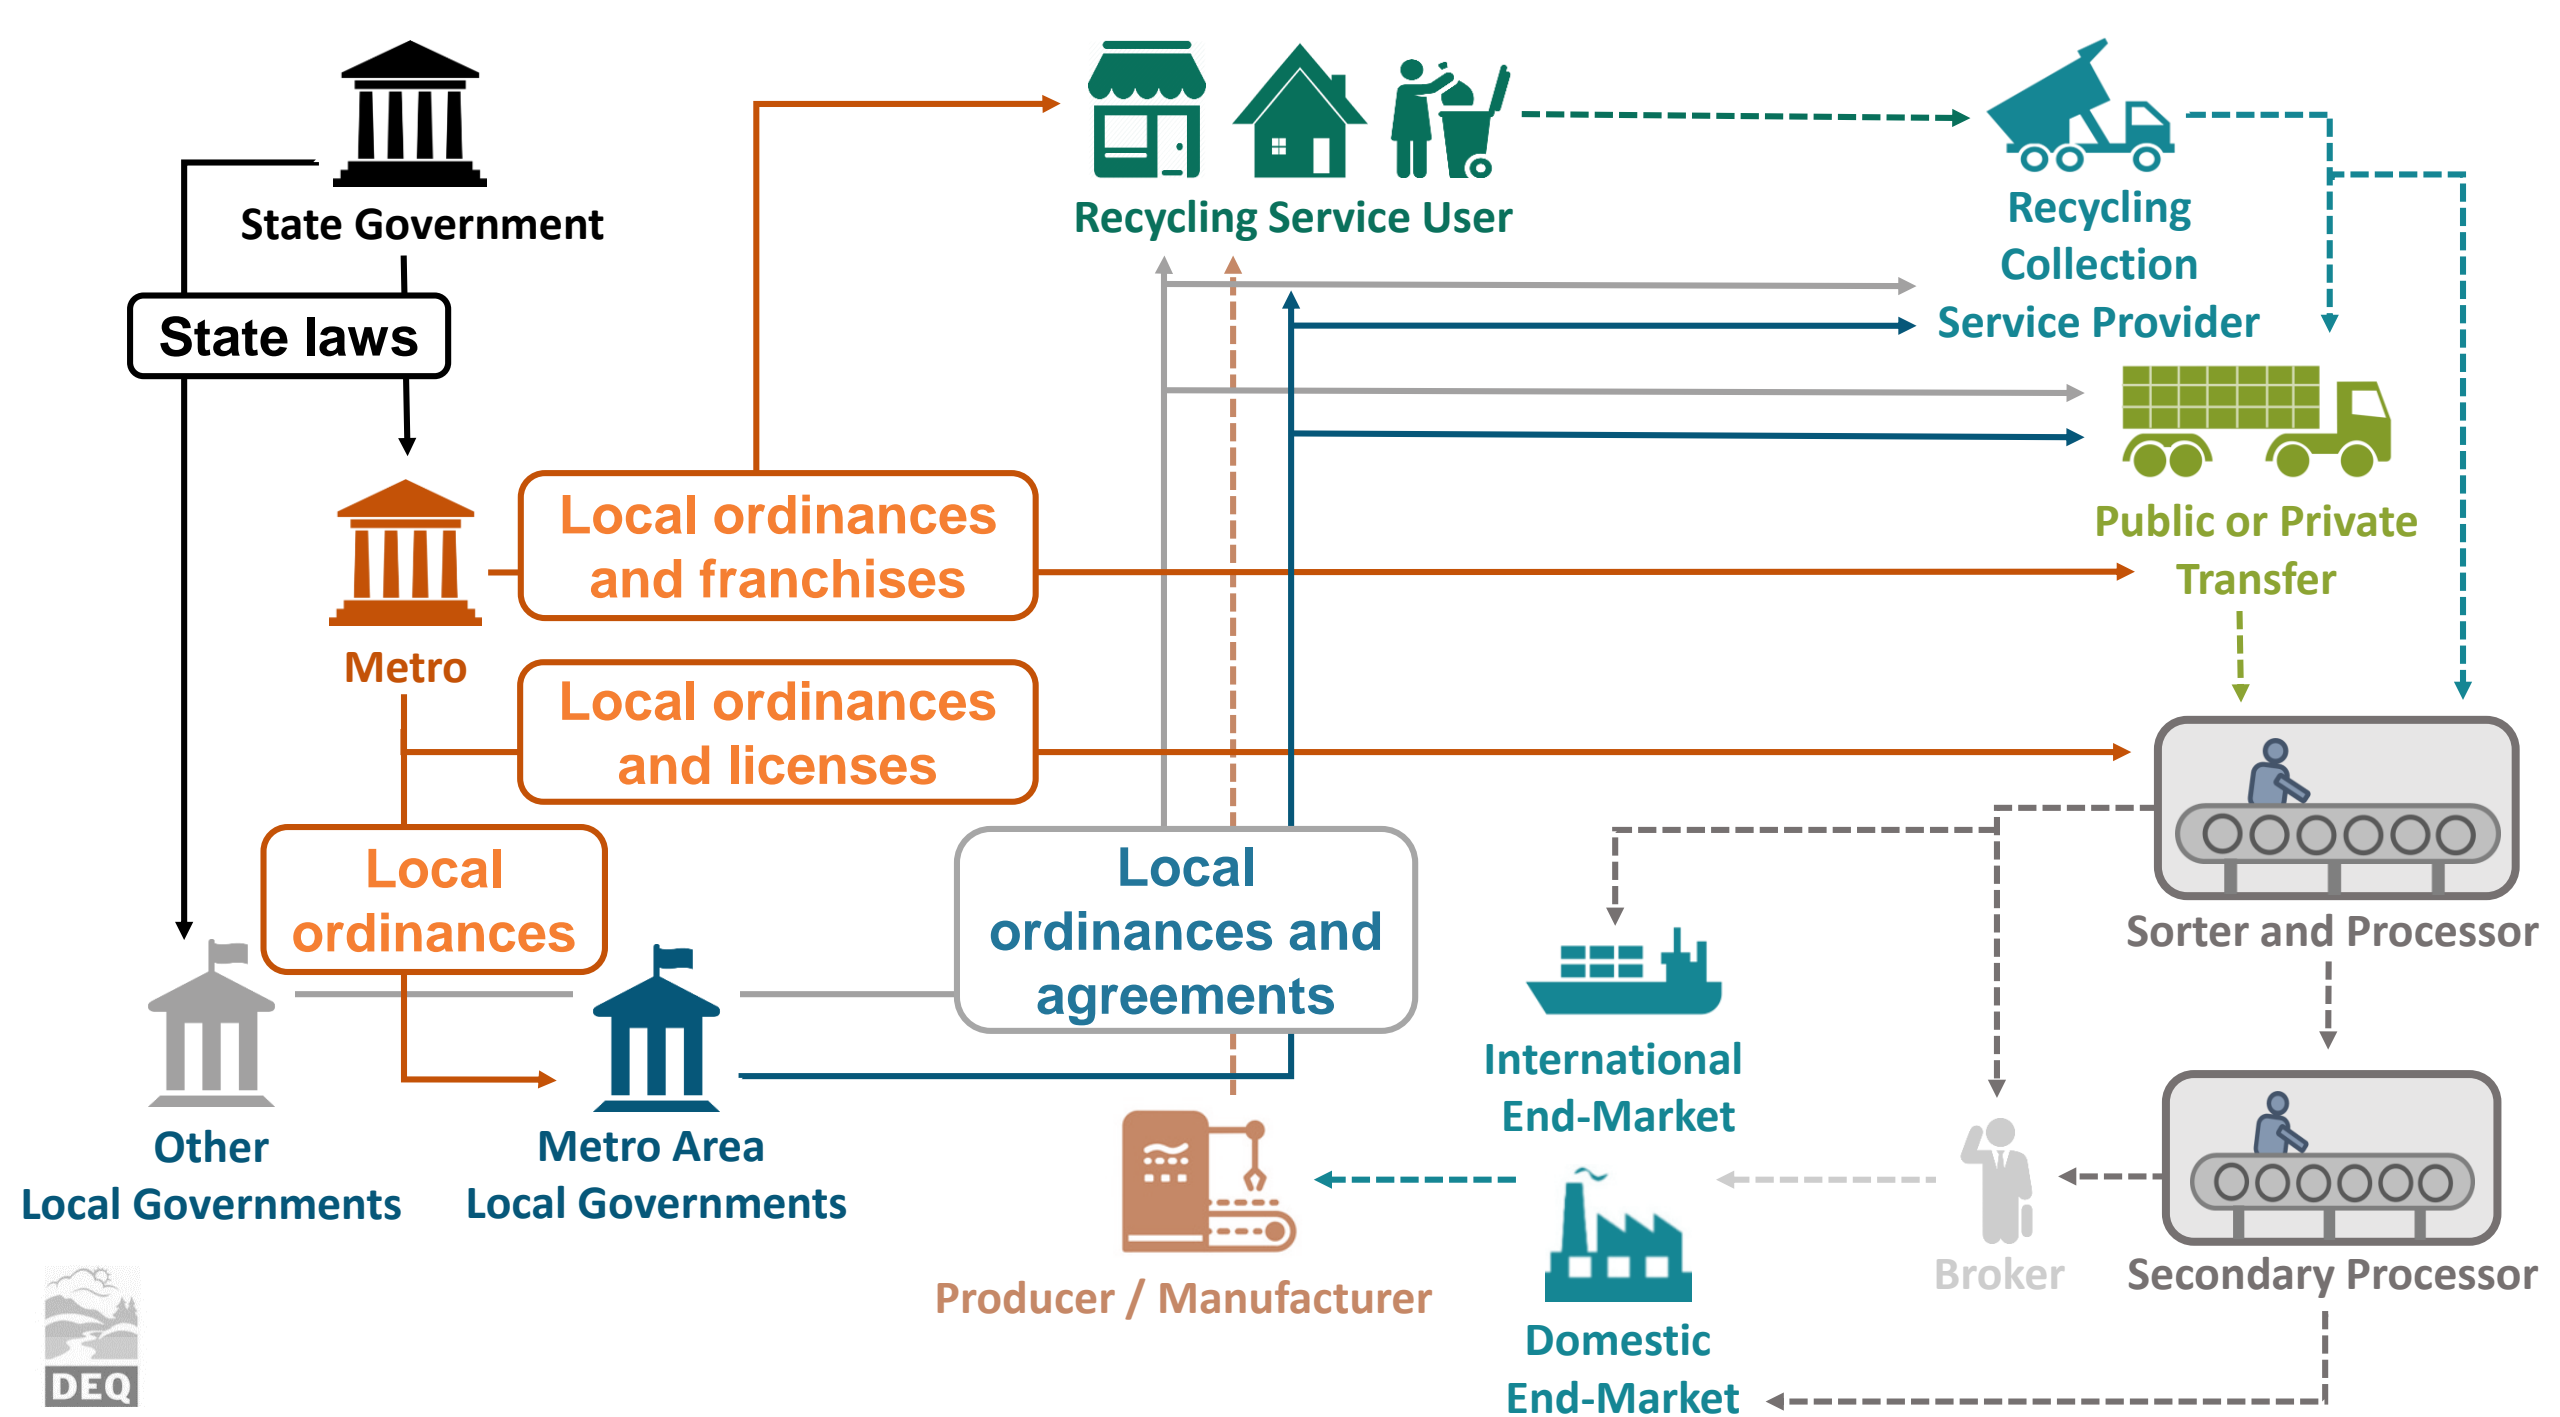 State Government
State laws
Recycling Service User
Recycling
Collection
Service Provider
Local ordinances
and franchises
Public or Private
Transfer
Metro
Local ordinances
and licenses
Local
ordinances
Local
ordinances and
agreements
Sorter and Processor
International
End-Market
Other
Local Governments
Metro Area
Local Governments
Producer / Manufacturer
Broker
Secondary Processor
Domestic
End-Market
DEQ